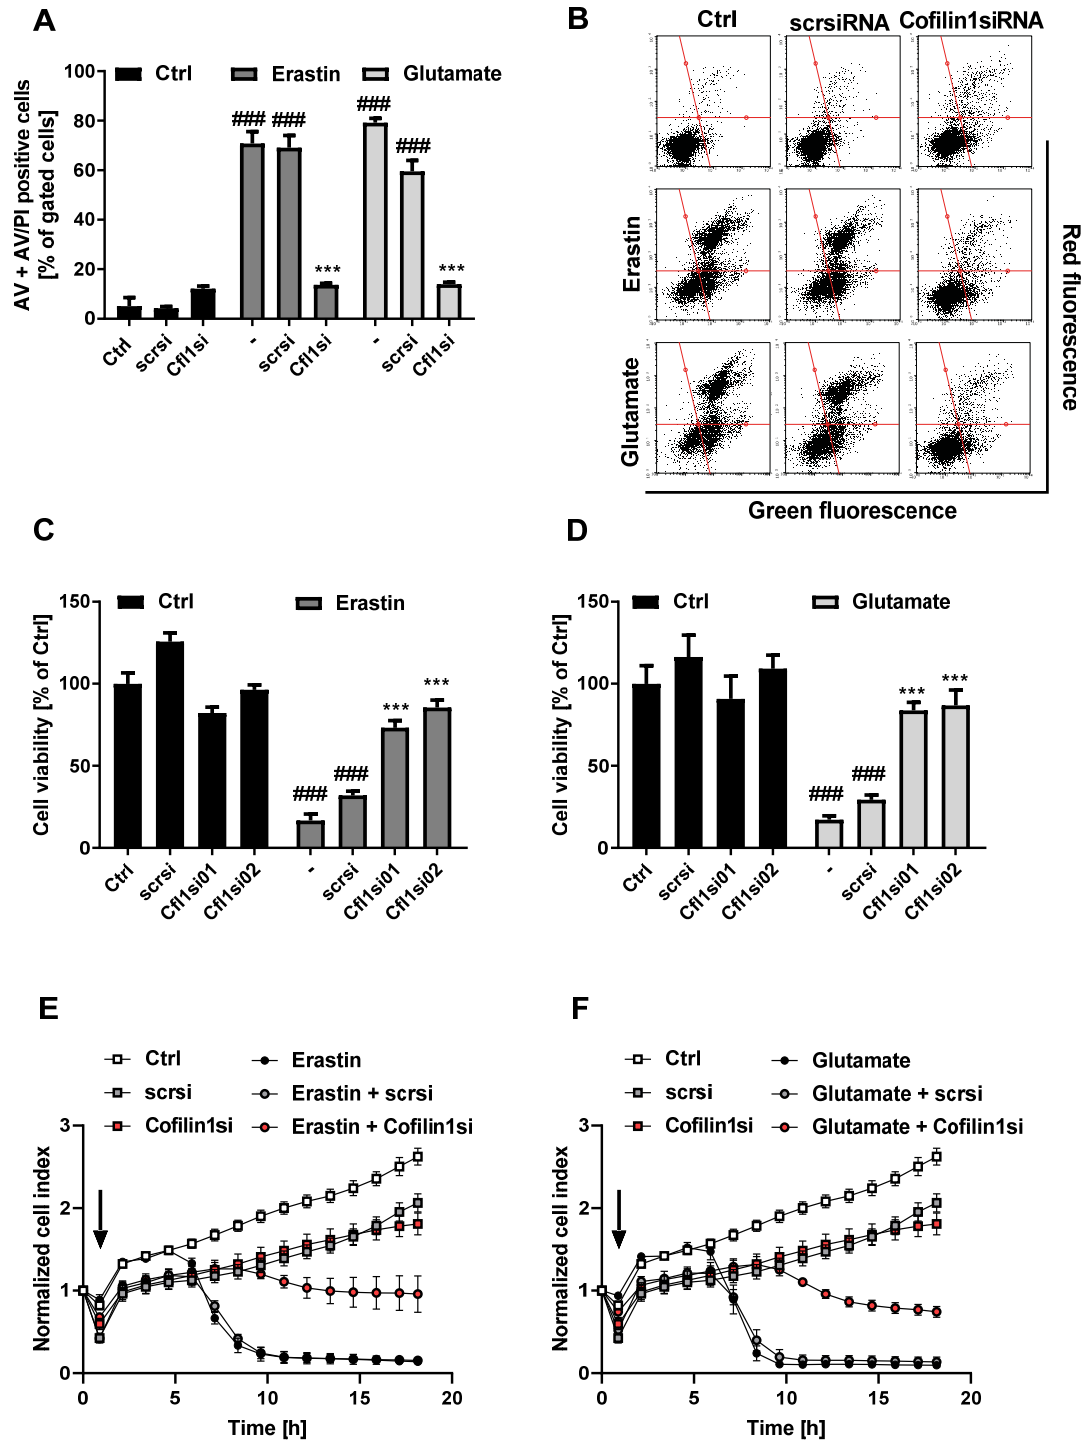 A
Ctrl Erastin Glutamate
AV + AV/PI positive cells
[% of gated cells]
100
80
60
40
20
0
### ### *** ### ### ***
Ctrl scrsi Cfl1si - scrsi Cfl1si - scrsi Cfl1si
B
Ctrl scrsiRNA Cofilin1siRNA
Erastin
Glutamate
Red fluorescence
Green fluorescence
C
Ctrl Erastin
Cell viability [% of Ctrl]
150
100
50
0
### ### *** ***
Ctrl scrsi Cfl1si01 Cfl1si02 - scrsi Cfl1si01 Cfl1si02
D
Ctrl Glutamate
Cell viability [% of Ctrl]
150
100
50
0
### ### *** ***
Ctrl scrsi Cfl1si01 Cfl1si02 - scrsi Cfl1si01 Cfl1si02
E
Ctrl Erastin
scrsi Erastin + scrsi
Cofilin1si Erastin + Cofilin1si
Normalized cell index
3
2
1
0
0 5 10 15 20
Time [h]
F
Ctrl Glutamate
scrsi Glutamate + scrsi
Cofilin1si Glutamate + Cofilin1si
Normalized cell index
3
2
1
0
0 5 10 15 20
Time [h]